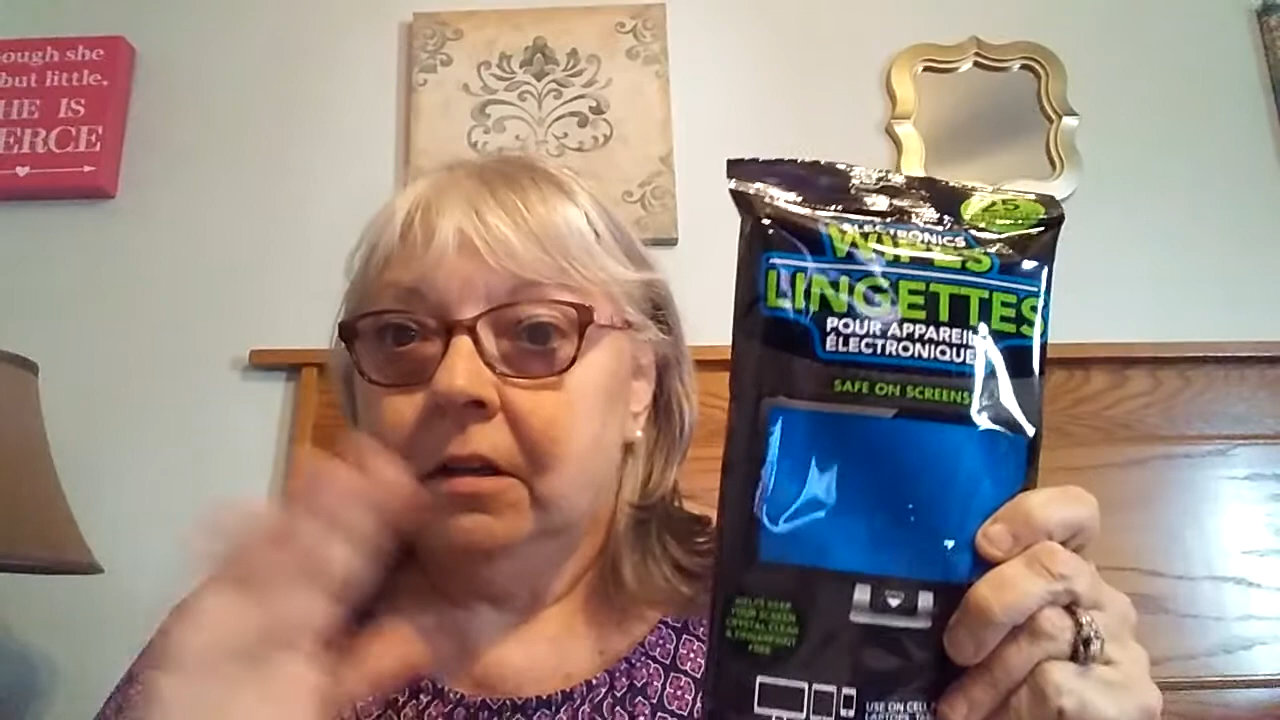 ough she
but little,
HE IS
ERCE
25
ELECTRONICS
WIPES
LINGETTES
POUR APPAREIL
ÉLECTRONIQUE
SAFE ON SCREENS
HELPS KEEP
YOUR SCREEN
CRYSTAL CLEAR
& FINGERPRINT
FREE
USE ON CELL
LAPTOPS, TA